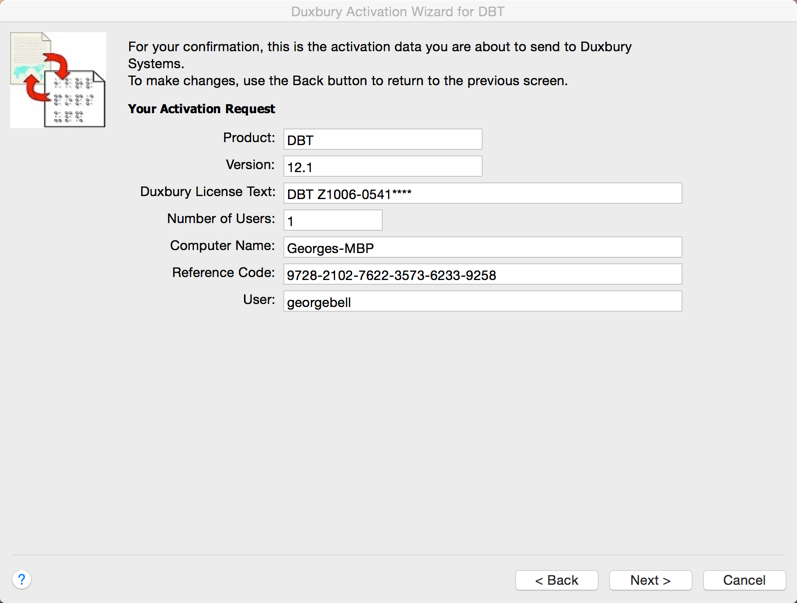 Duxbury Activation Wizard for DBT
For your confirmation, this is the activation data you are about to send to Duxbury
Systems.
To make changes, use the Back button to return to the previous screen.
Your Activation Request
Product: DBT
Version: 12.1
Duxbury License Text: DBT Z1006-0541****
Number of Users: 1
Computer Name: Georges-MBP
Reference Code: 9728-2102-7622-3573-6233-9258
User: georgebell
? < Back Next > Cancel